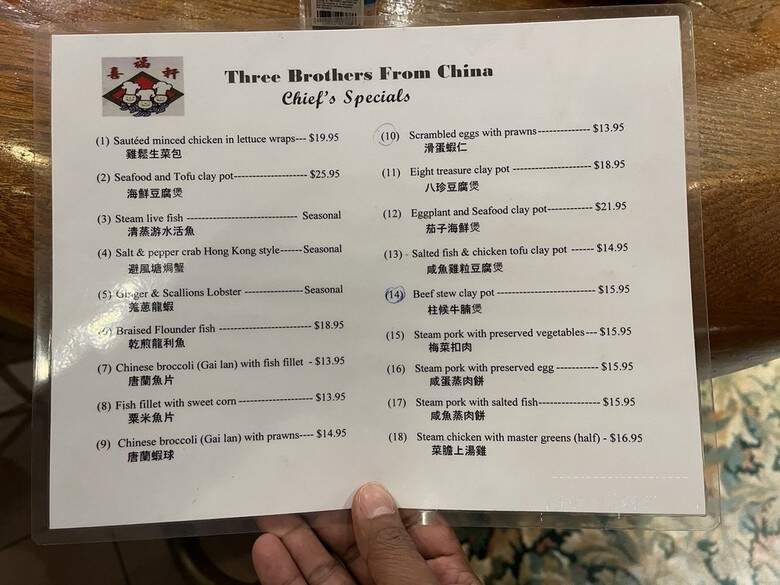 喜福軒
Three Brothers From China
Chief's Specials
(1) Sautéed minced chicken in lettuce wraps--- $19.95
雞鬆生菜包
(2) Seafood and Tofu clay pot------------------- $25.95
海鮮豆腐煲
(3) Steam live fish ---------------------------- Seasonal
清蒸游水活魚
(4) Salt & pepper crab Hong Kong style------Seasonal
避風塘焗蟹
(5) Ginger & Scallions Lobster ---------------Seasonal
羗蔥龍蝦
Braised Flounder fish ------------------------- $18.95
乾煎龍利魚
(7) Chinese broccoli (Gai lan) with fish fillet - $13.95
唐蘭魚片
(8) Fish fillet with sweet corn ------------------- $13.95
粟米魚片
(9) Chinese broccoli (Gai lan) with prawns---- $14.95
唐蘭蝦球
(10) Scrambled eggs with prawns--------------- $13.95
滑蛋蝦仁
(11) Eight treasure clay pot --------------------- $18.95
八珍豆腐煲
(12) Eggplant and Seafood clay pot------------ $21.95
茄子海鮮煲
(13) Salted fish & chicken tofu clay pot ------ $14.95
咸魚雞粒豆腐煲
(14) Beef stew clay pot --------------------------- $15.95
柱候牛腩煲
(15) Steam pork with preserved vegetables--- $15.95
梅菜扣肉
(16) Steam pork with preserved egg ----------- $15.95
咸蛋蒸肉餅
(17) Steam pork with salted fish---------------- $15.95
咸魚蒸肉餅
(18) Steam chicken with master greens (half) - $16.95
菜膽上湯雞